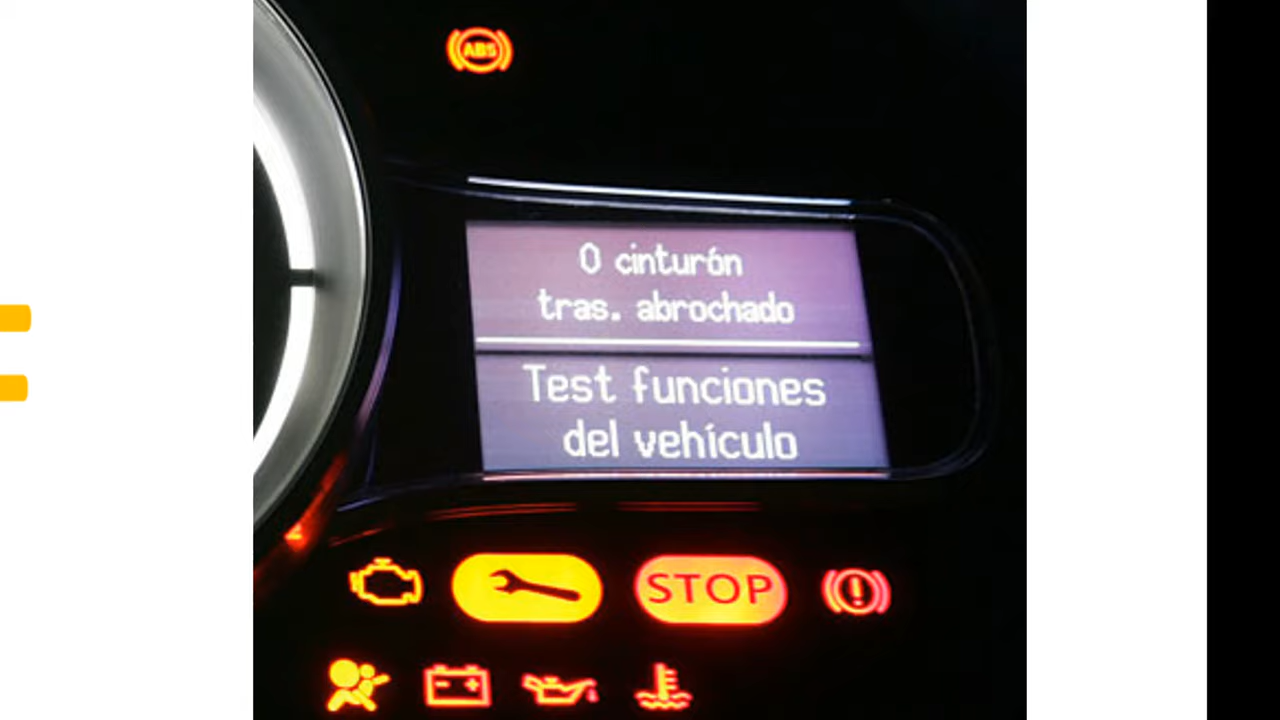 ABS
0 cinturón
tras. abrochado
Test funciones
del vehículo
STOP